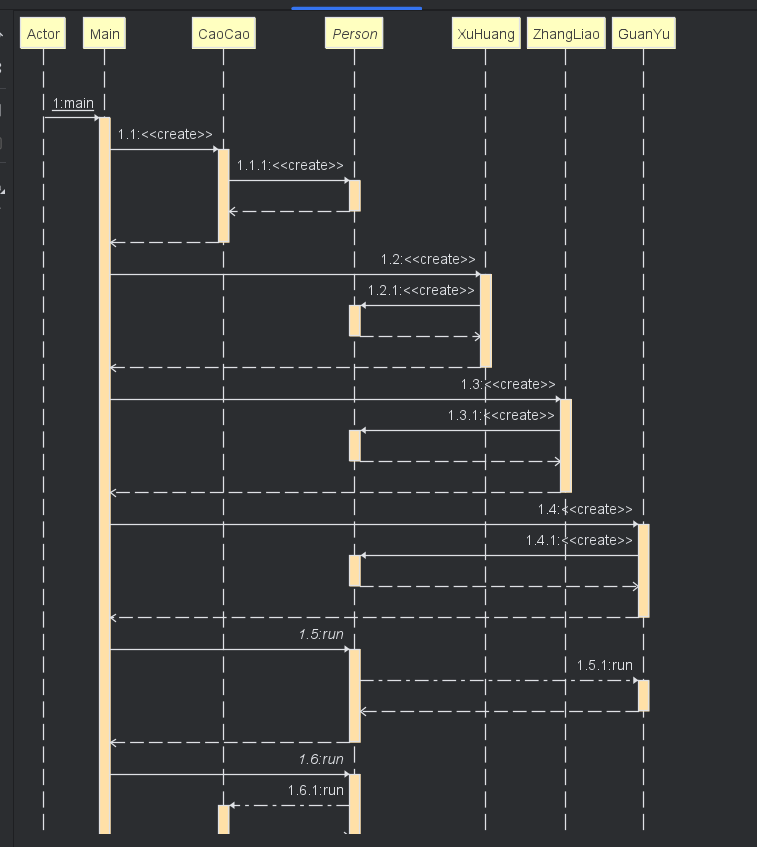 Actor
Main
CaoCao
Person
XuHuang
ZhangLiao
GuanYu
1:main
1.1:<<create>>
1.1.1:<<create>>
1.2:<<create>>
1.2.1:<<create>>
1.3:<<create>>
1.3.1:<<create>>
1.4:<<create>>
1.4.1:<<create>>
1.5:run
1.5.1:run
1.6:run
1.6.1:run